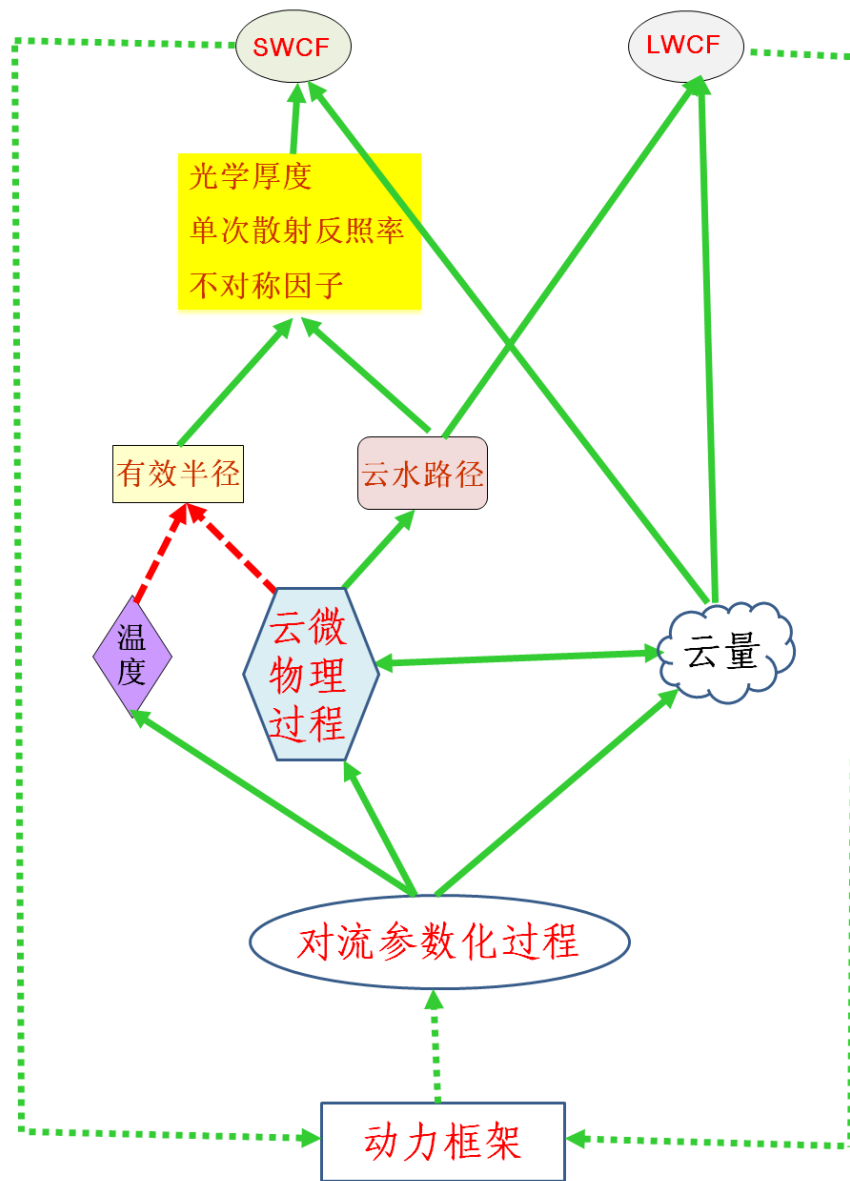 SWCF
LWCF
光学厚度
单次散射反照率
不对称因子
有效半径
云水路径
温
度
云微
物理
过程
云量
对流参数化过程
动力框架